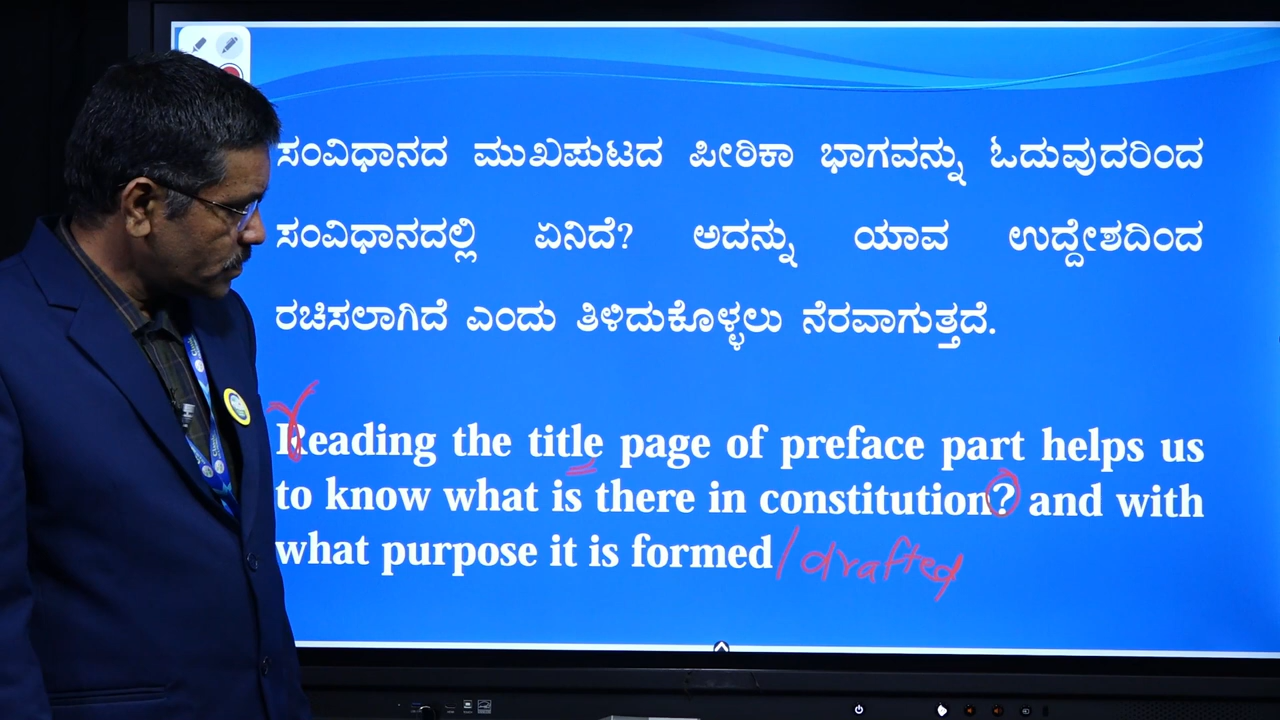 ಸಂವಿಧಾನದ ಮುಖಪುಟದ ಪೀಠಿಕಾ ಭಾಗವನ್ನು ಓದುವುದರಿಂದ
ಸಂವಿಧಾನದಲ್ಲಿ ಏನಿದೆ? ಅದನ್ನು ಯಾವ ಉದ್ದೇಶದಿಂದ
ರಚಿಸಲಾಗಿದೆ ಎಂದು ತಿಳಿದುಕೊಳ್ಳಲು ನೆರವಾಗುತ್ತದೆ.
Reading the title page of preface part helps us
to know what is there in constitution? and with
what purpose it is formed/drafted